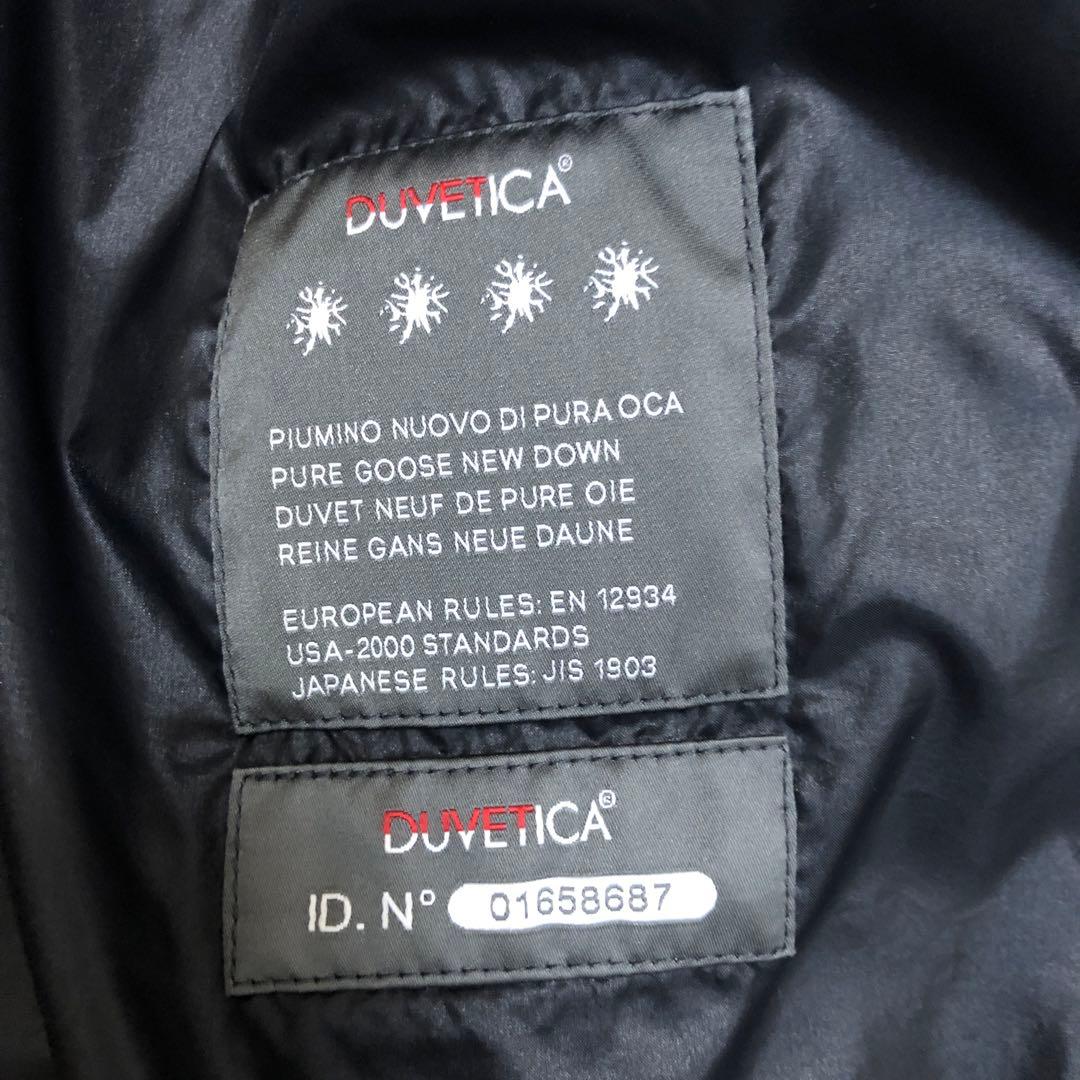 DUVETICA®
PIUMINO NUOVO DI PURA OCA
PURE GOOSE NEW DOWN
DUVET NEUF DE PURE OIE
REINE GANS NEUE DAUNE
EUROPEAN RULES: EN 12934
USA-2000 STANDARDS
JAPANESE RULES: JIS 1903
DUVETICA®
ID. N° 01658687